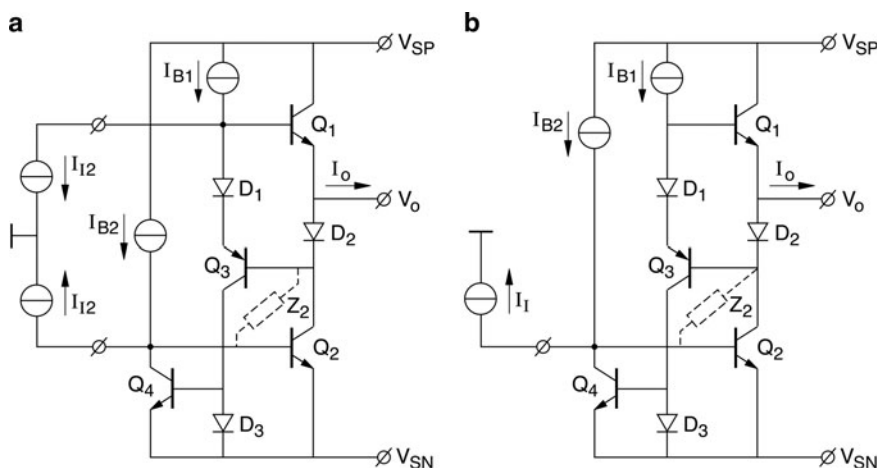 a
V_SP
I_B1
Q_1
I_I2
I_o
V_o
D_1
I_B2
D_2
Q_3
I_I2
Z_2
Q_2
Q_4
D_3
V_SN
b
V_SP
I_B1
I_B2
Q_1
I_o
V_o
D_1
D_2
Q_3
I_I
Z_2
Q_2
Q_4
D_3
V_SN